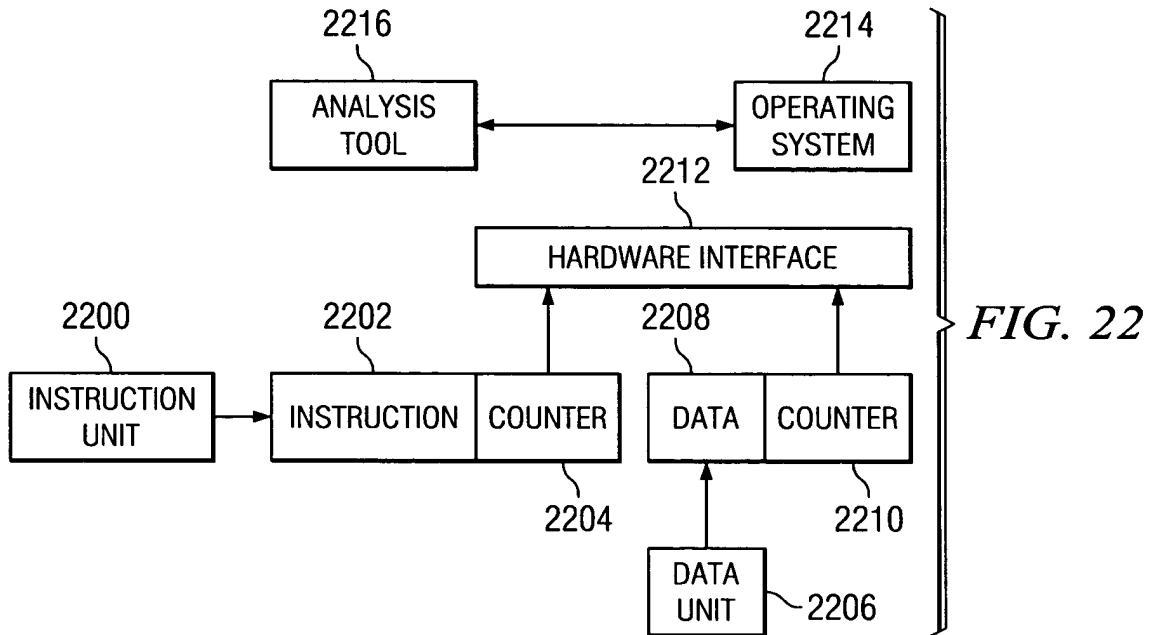 2216
2214
ANALYSIS
TOOL
OPERATING
SYSTEM
2212
HARDWARE INTERFACE
2200
2202
2208
INSTRUCTION
UNIT
INSTRUCTION
COUNTER
DATA
COUNTER
2204
2210
DATA
UNIT
2206
FIG. 22